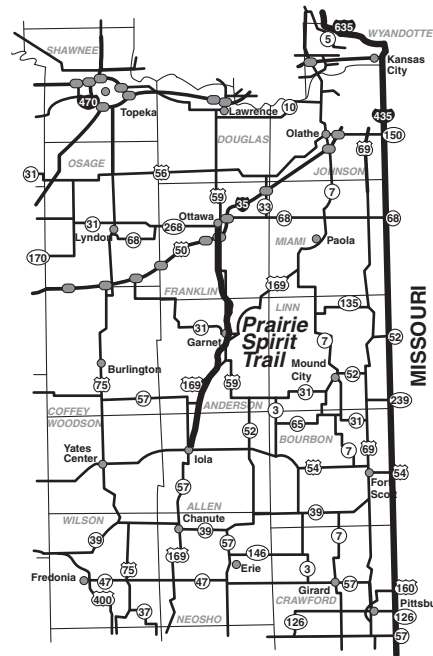 635
WYANDOTTE
5
SHAWNEE
Kansas
City
470
Topeka
Lawrence
10
435
Olathe
150
DOUGLAS
69
OSAGE
JOHNSON
31
56
7
59
33
35
Ottawa
68
68
31
268
Lyndon
68
50
MIAMI
Paola
170
169
FRANKLIN
LINN
135
31
Prairie
Spirit
Trail
Garnet
7
52
MISSOURI
Mound
City
52
Burlington
75
169
59
31
57
ANDERSON
3
239
COFFEY
WOODSON
52
65
31
BOURBON
7
69
Yates
Center
Iola
54
54
57
Fort
Scott
ALLEN
39
WILSON
Chanute
39
39
57
7
169
146
75
Erie
3
Fredonia
47
47
Girard
57
160
400
CRAWFORD
37
Pittsbu
126
126
NEOSHO
57